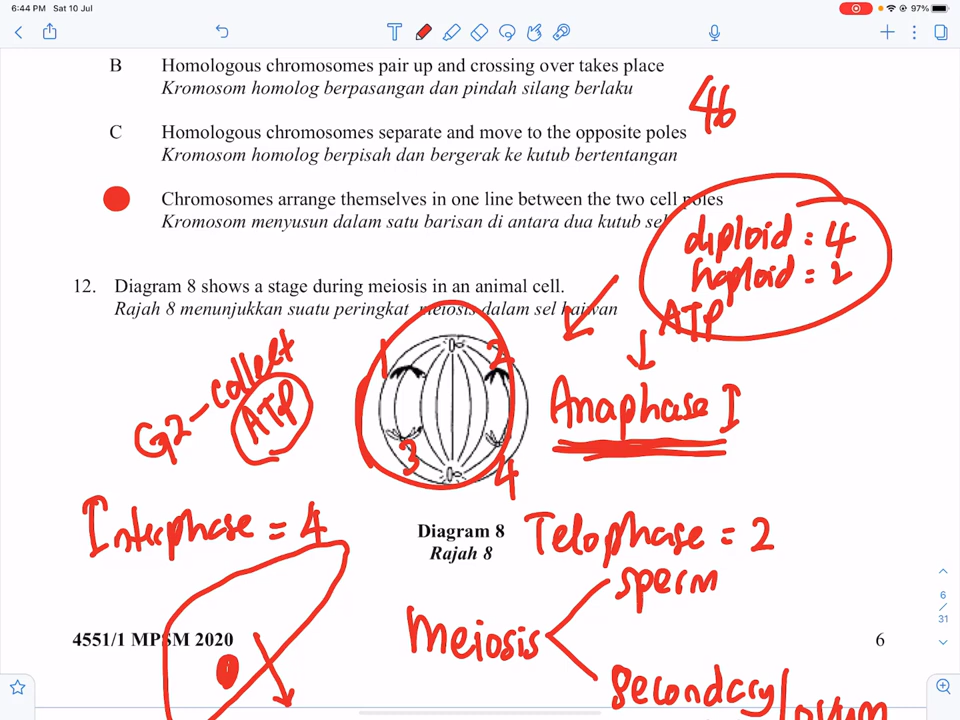 6:44 PM Sat 10 Jul
97%
B Homologous chromosomes pair up and crossing over takes place
Kromosom homolog berpasangan dan pindah silang berlaku
46
C Homologous chromosomes separate and move to the opposite poles
Kromosom homolog berpisah dan bergerak ke kutub bertentangan
Chromosomes arrange themselves in one line between the two cell poles
Kromosom menyusun dalam satu barisan di antara dua kutub sel
diploid = 4
haploid = 2
12. Diagram 8 shows a stage during meiosis in an animal cell.
Rajah 8 menunjukkan suatu peringkat meiosis dalam sel haiwan
ATP
G2 - Collect
ATP
1 2
3 4
Anaphase I
Interphase = 4
Diagram 8
Rajah 8
Telophase = 2
sperm
meiosis
secondary/
4551/1 MPSM 2020
6
6
/
31